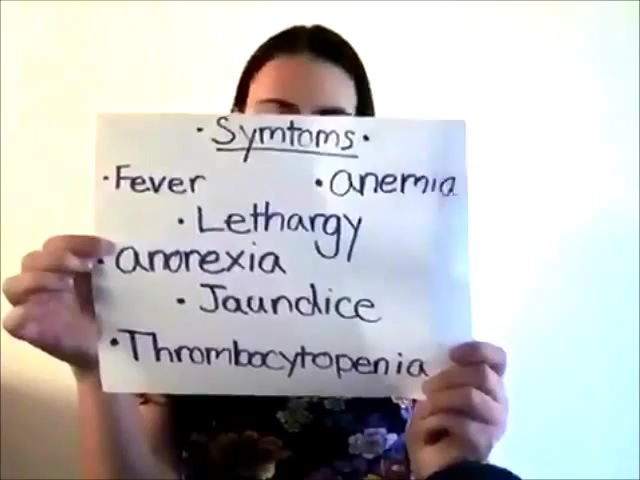 · Symtoms ·
· Fever · anemia
· Lethargy
· anorexia
· Jaundice
· Thrombocytopenia